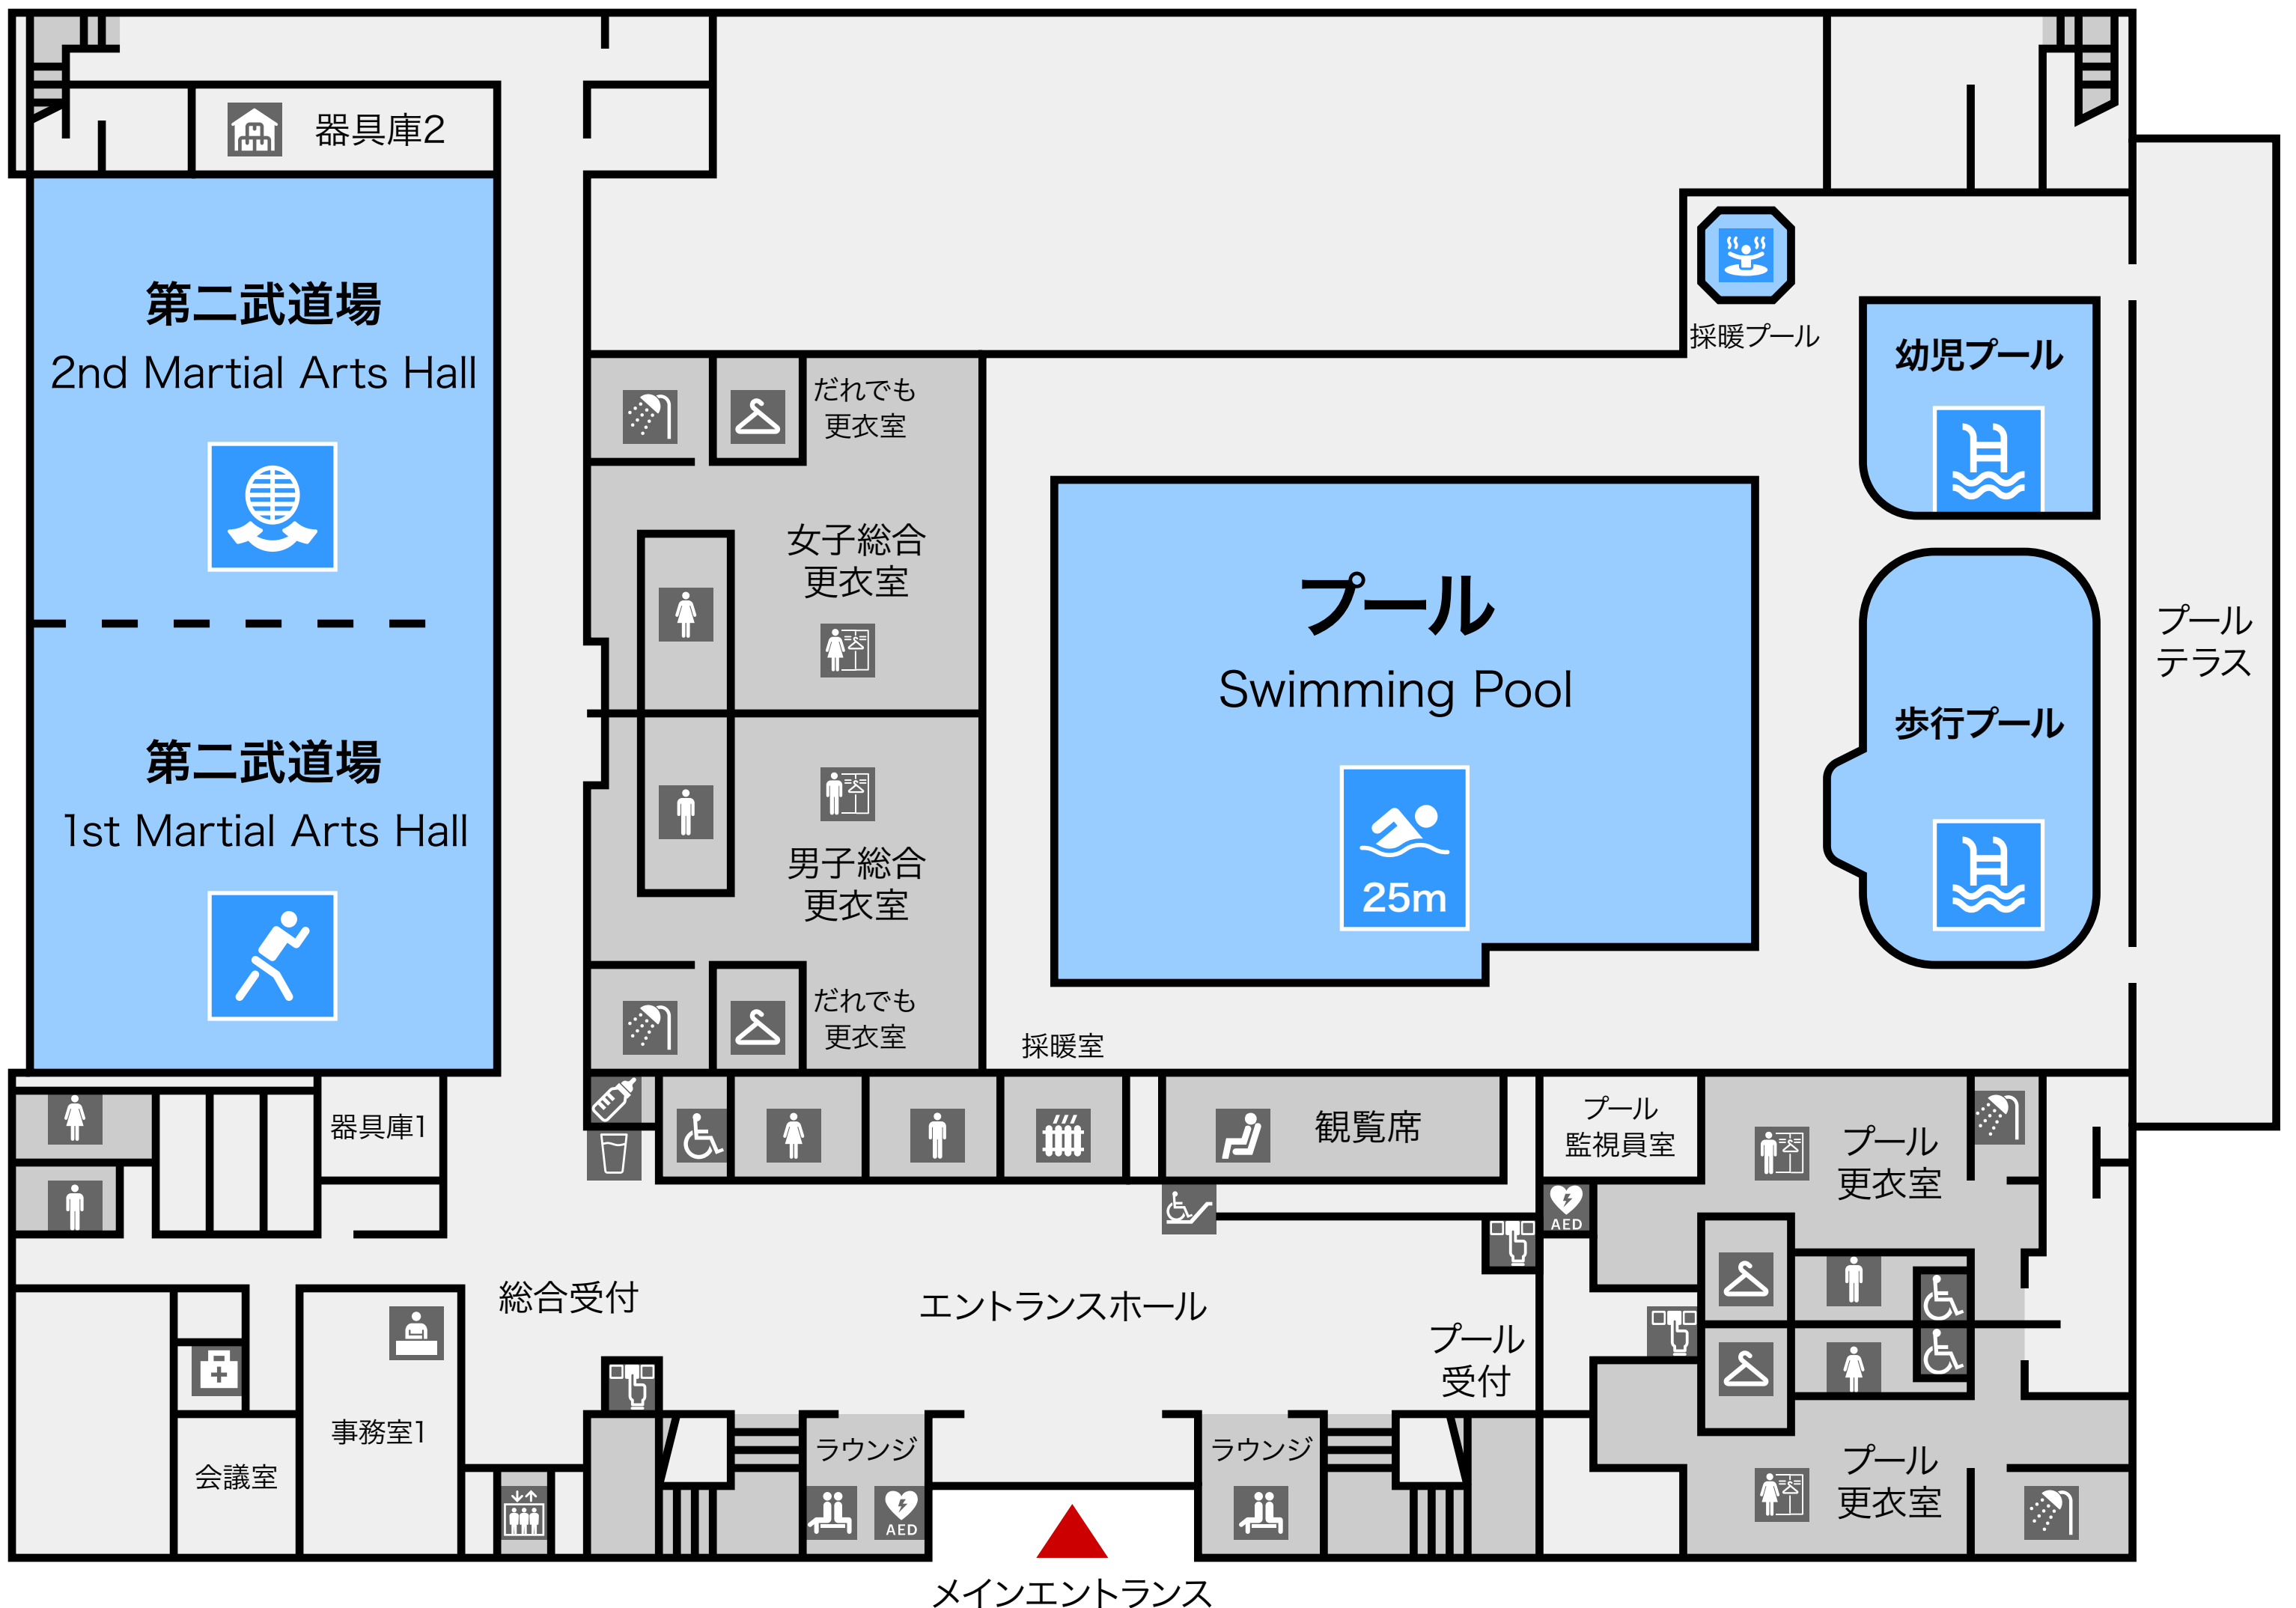 器具庫2
第二武道場
2nd Martial Arts Hall
第二武道場
1st Martial Arts Hall
採暖プール
幼児プール
だれでも
更衣室
女子総合
更衣室
プール
Swimming Pool
25m
プール
テラス
歩行プール
男子総合
更衣室
だれでも
更衣室
採暖室
器具庫1
観覧席
プール
監視員室
プール
更衣室
AED
総合受付
エントランスホール
プール
受付
事務室1
会議室
ラウンジ
AED
ラウンジ
プール
更衣室
メインエントランス